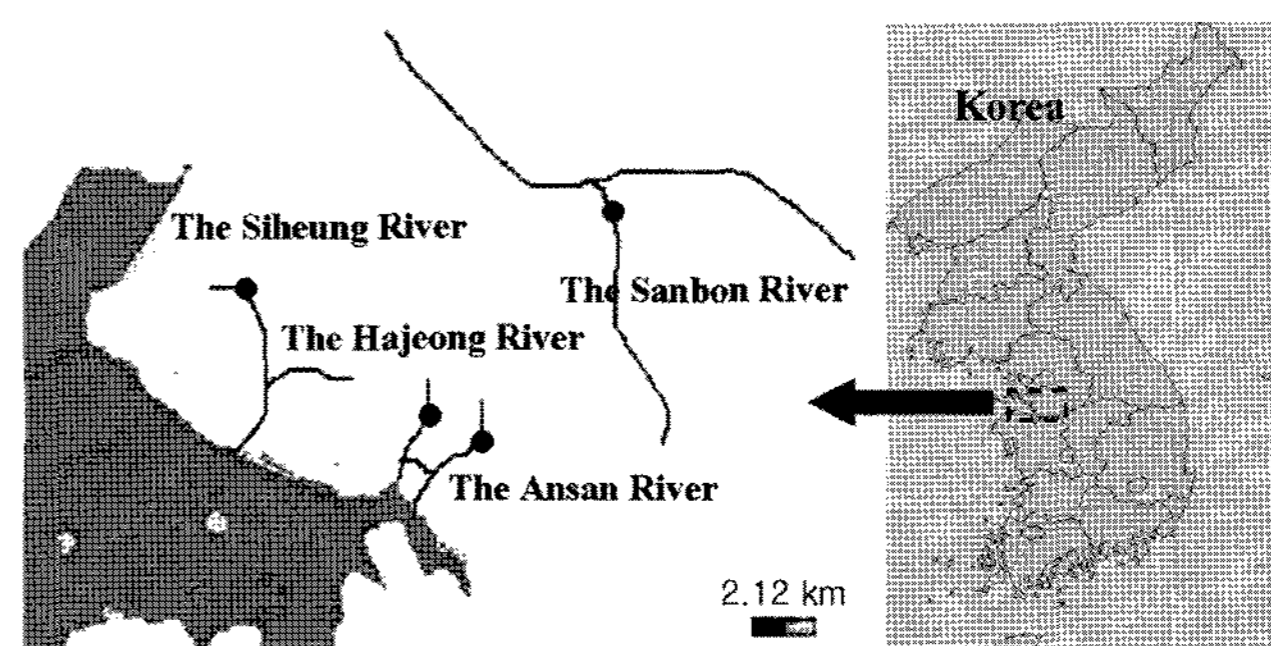 Korea
The Siheung River
The Sanbon River
The Hajeong River
The Ansan River
2.12 km